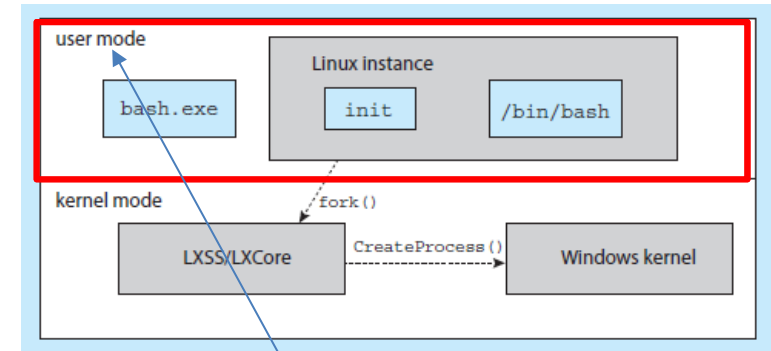 user mode
Linux instance
bash.exe
init
/bin/bash
kernel mode
fork()
LXSS/LXCore
CreateProcess()
Windows kernel